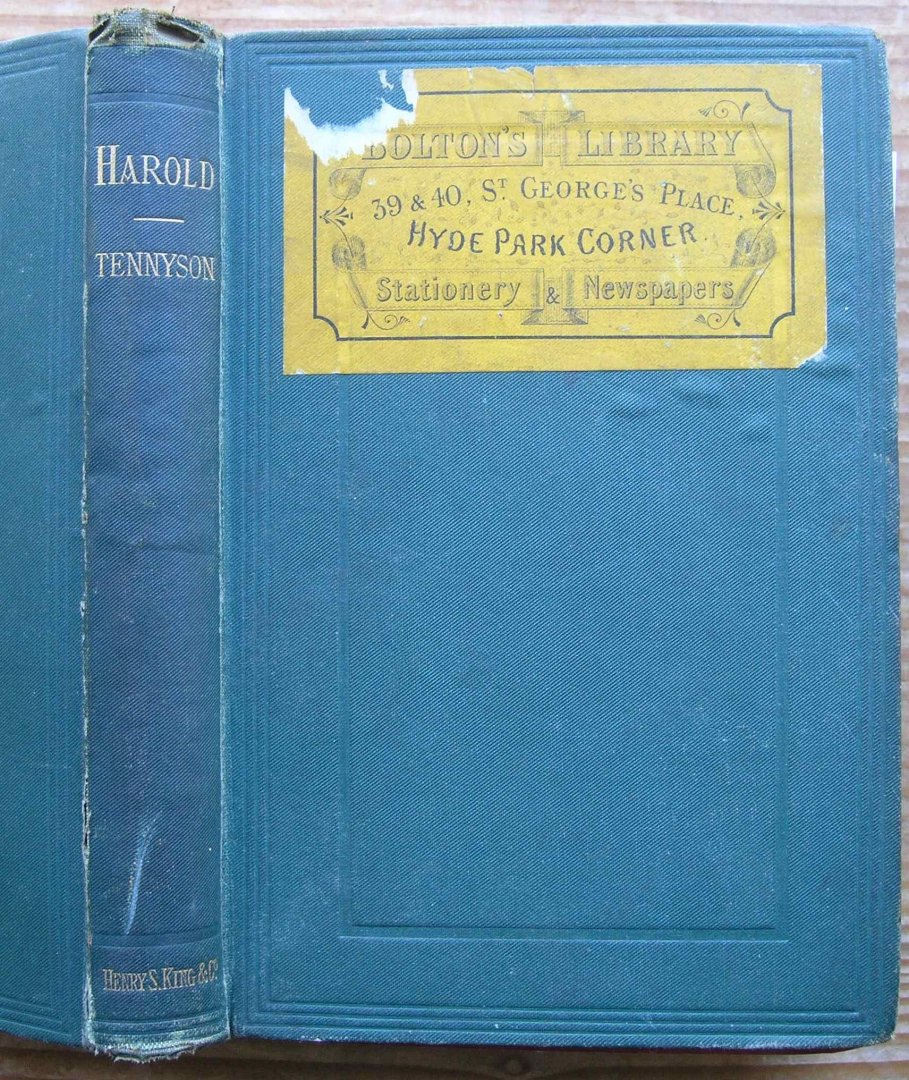 HAROLD
TENNYSON
HENRY S. KING & Co.
BOLTON'S LIBRARY
39 & 40, ST GEORGE'S PLACE,
HYDE PARK CORNER.
Stationery & Newspapers